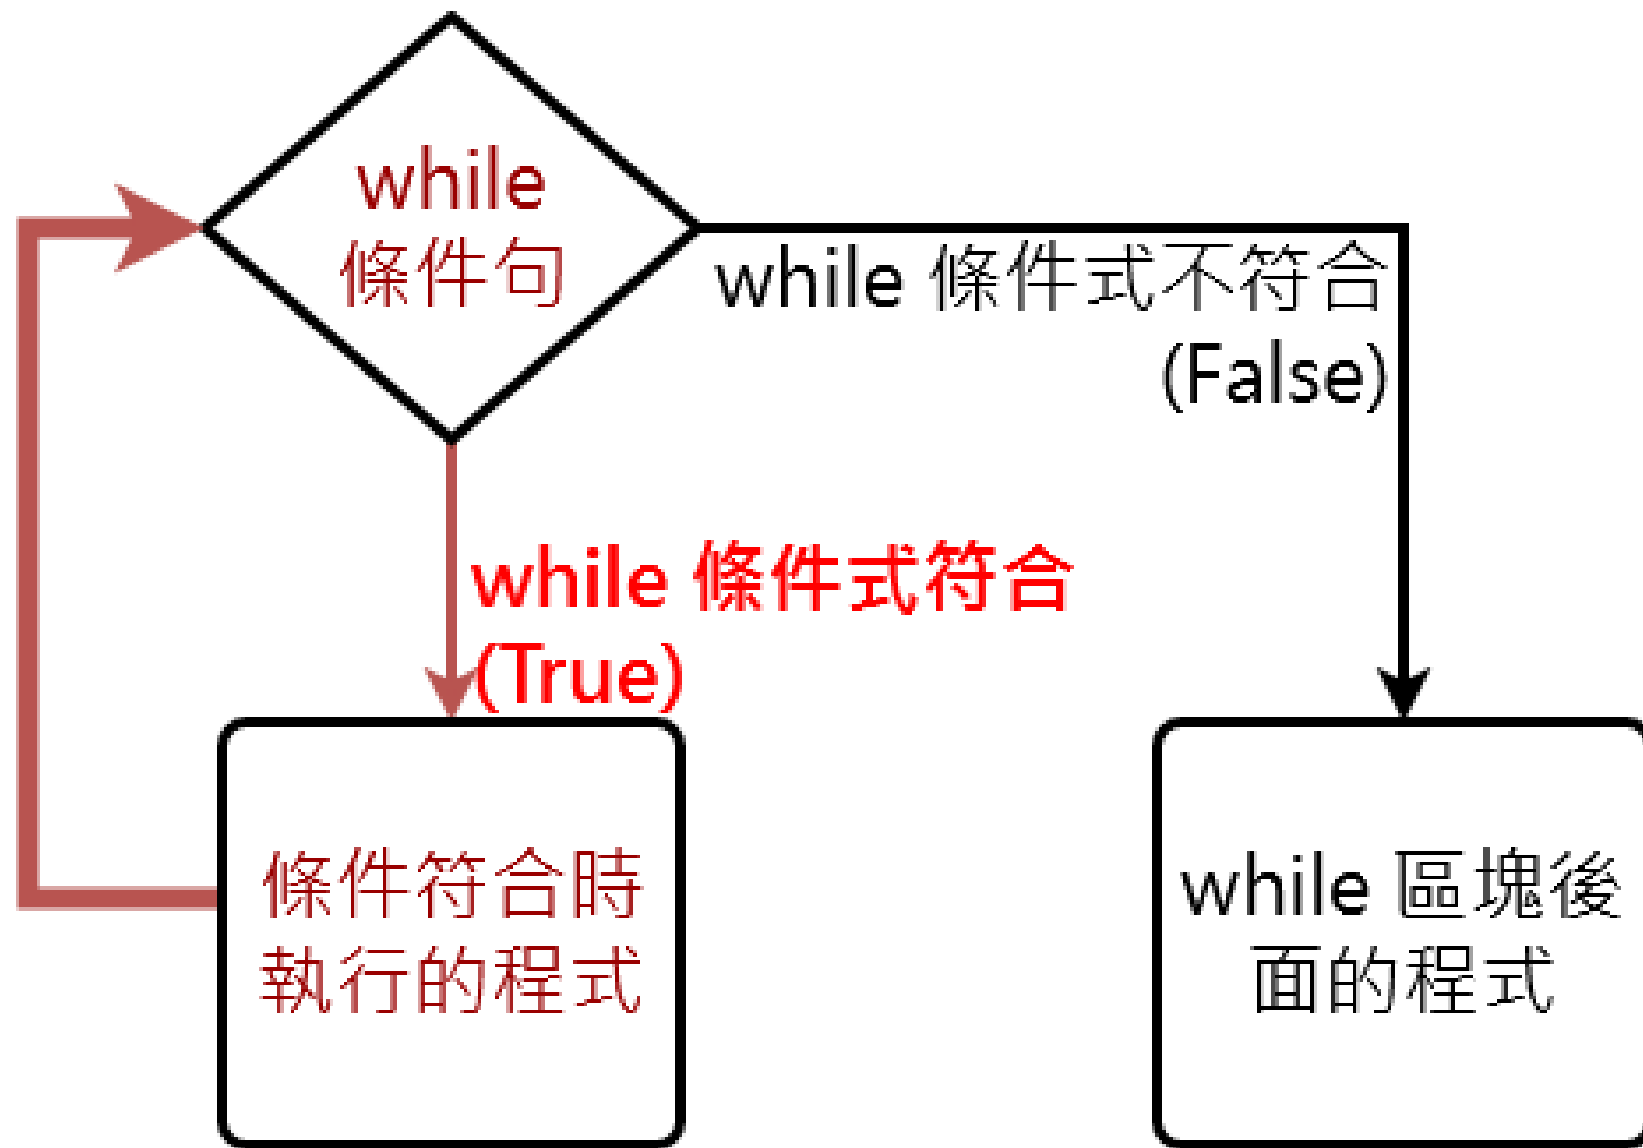 while
條件句
while 條件式不符合
(False)
while 條件式符合
(True)
條件符合時
執行的程式
while 區塊後
面的程式